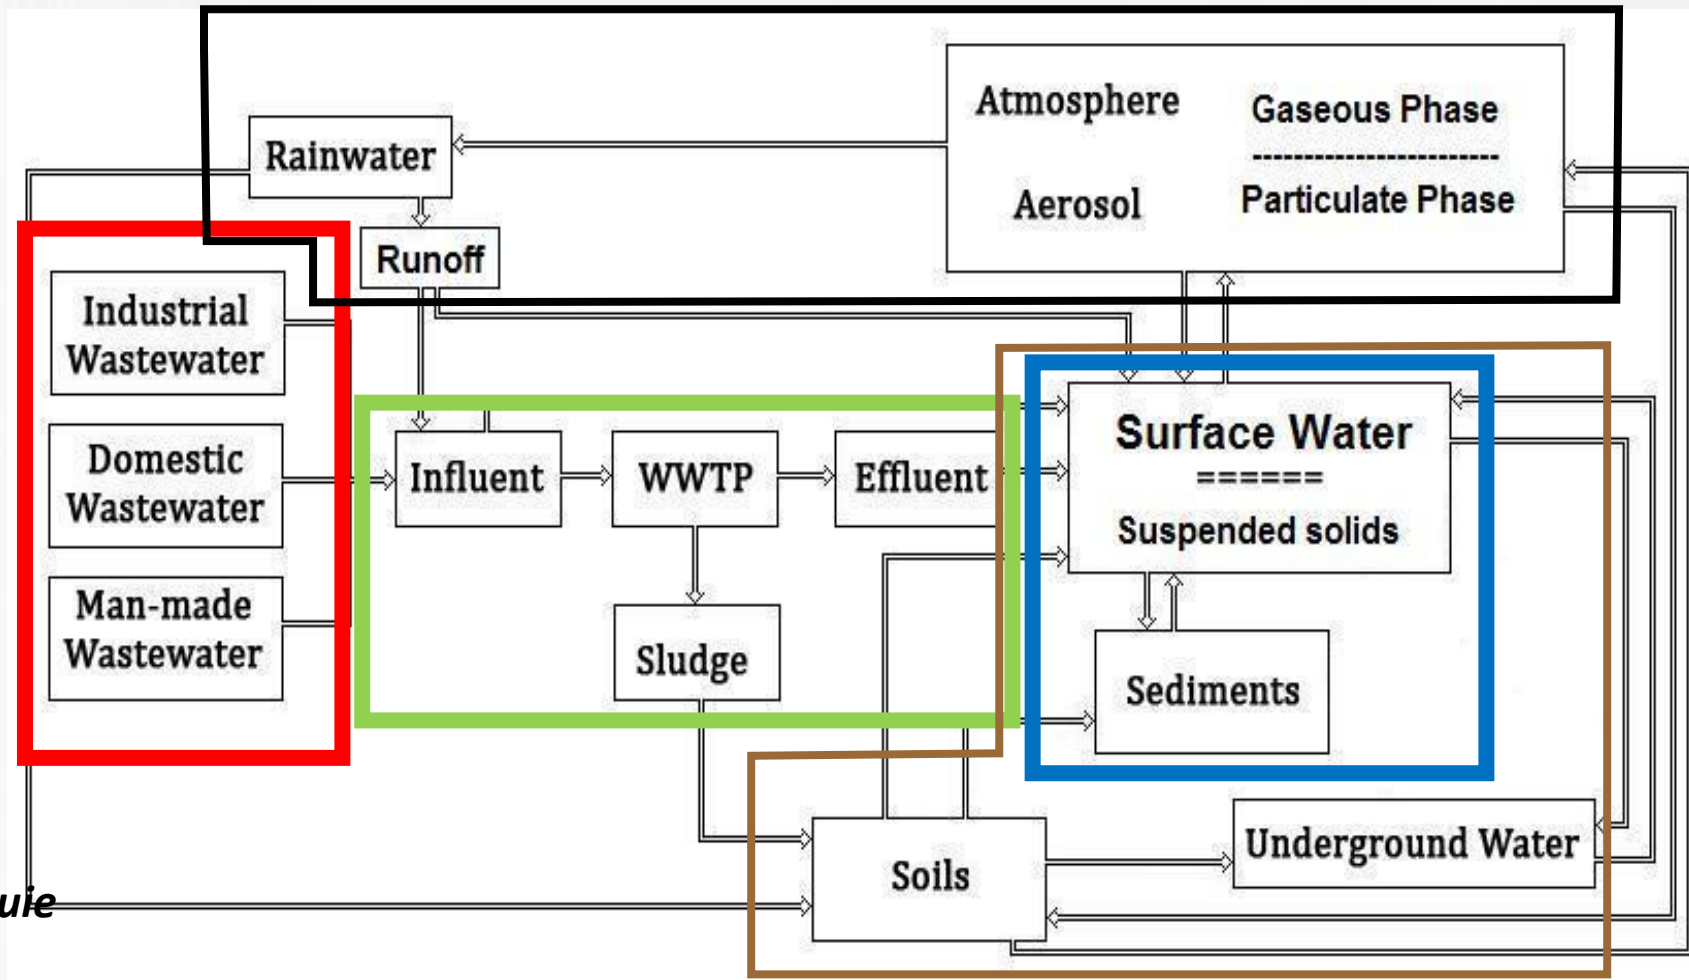 Atmosphere
Gaseous Phase
-----------------------
Aerosol
Particulate Phase
Rainwater
Runoff
Industrial
Wastewater
Domestic
Wastewater
Man-made
Wastewater
Influent
WWTP
Effluent
Sludge
Surface Water
======
Suspended solids
Sediments
Soils
Underground Water
uie